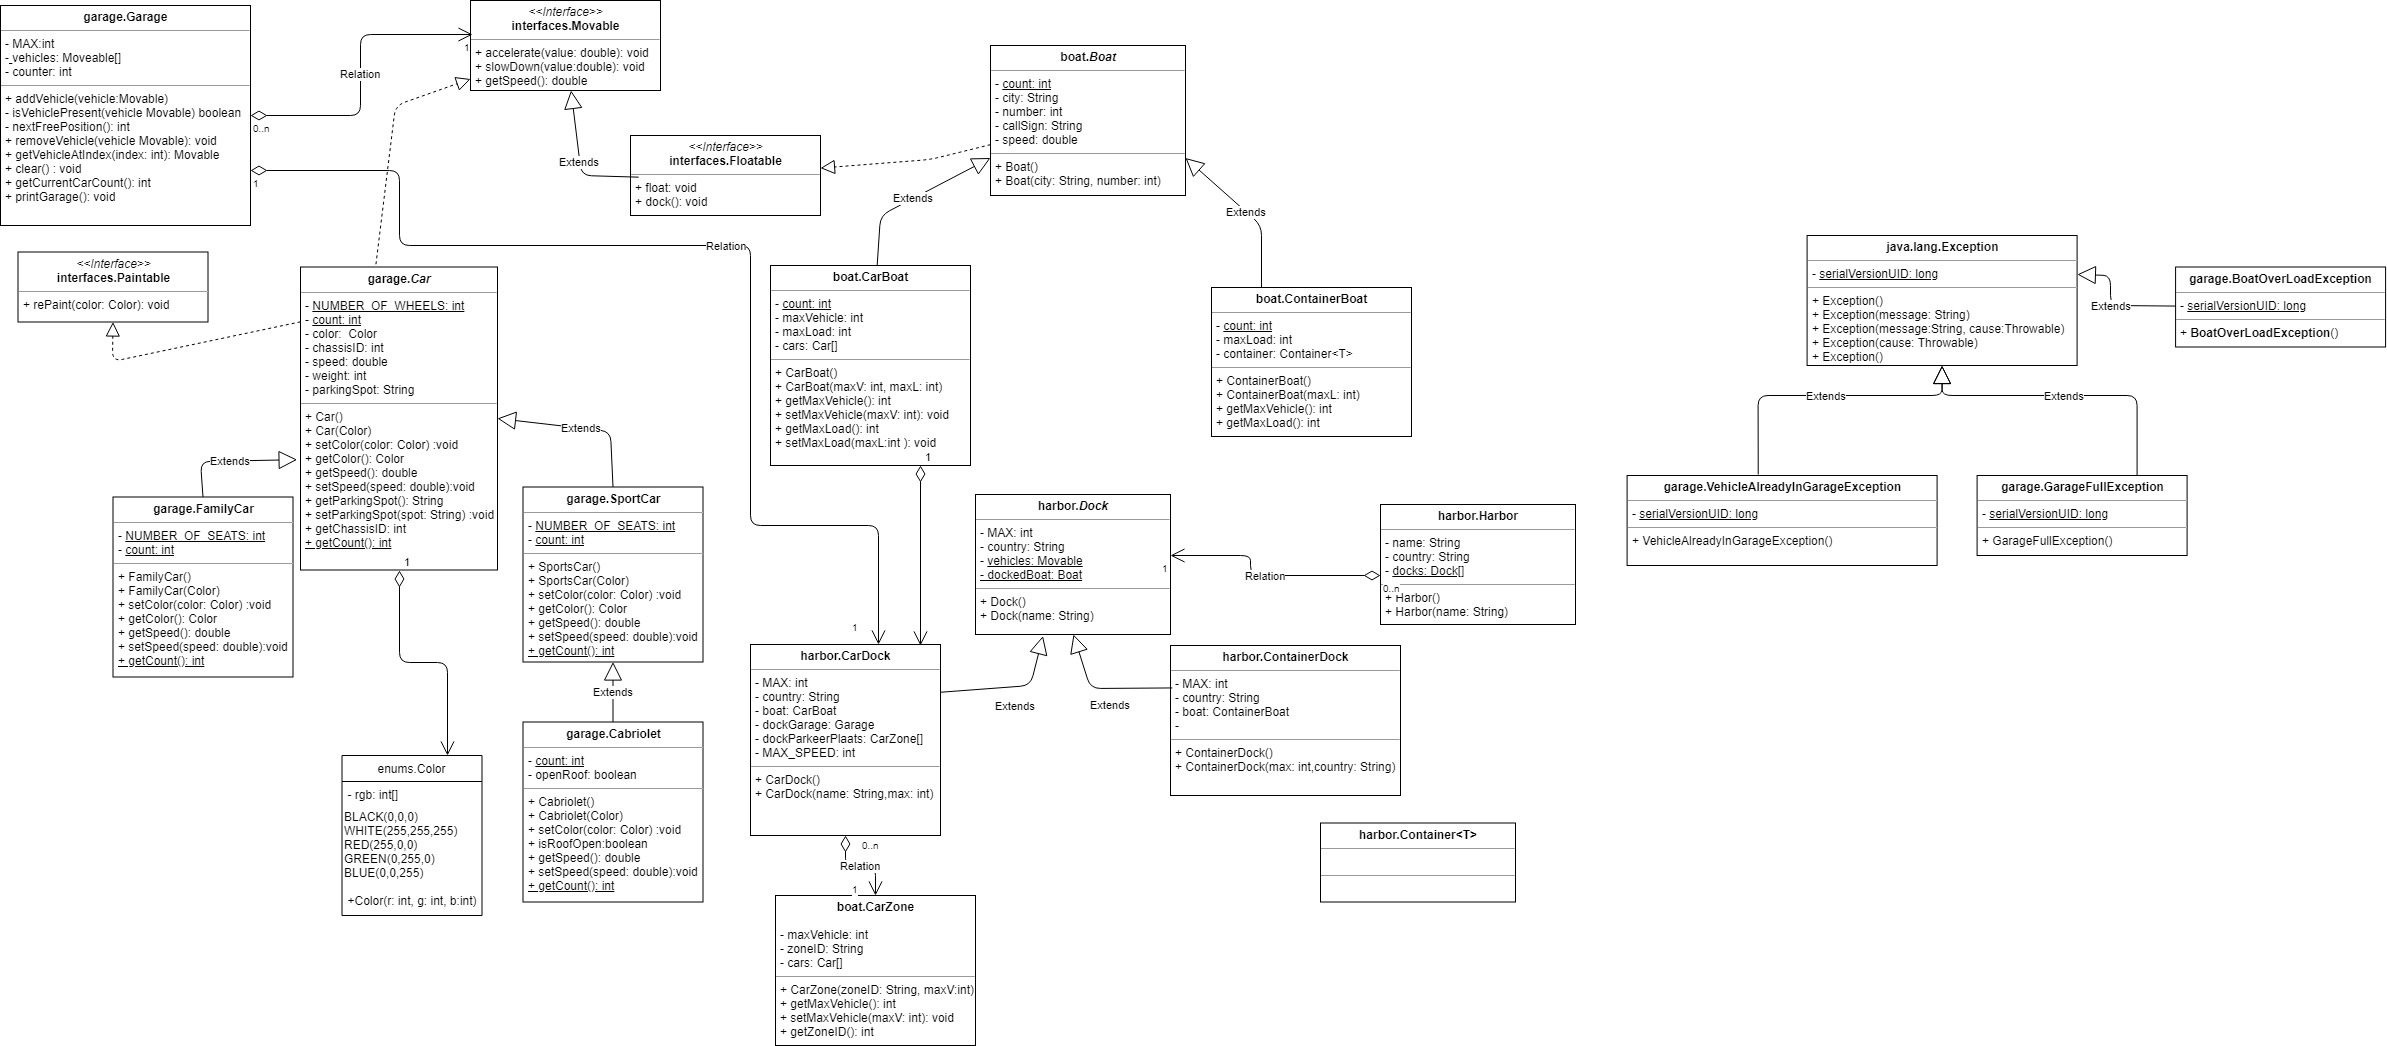 garage.Garage
- MAX:int
- vehicles: Moveable[]
- counter: int
+ addVehicle(vehicle:Movable)
- isVehiclePresent(vehicle Movable) boolean
- nextFreePosition(): int
+ removeVehicle(vehicle Movable): void
+ getVehicleAtIndex(index: int): Movable
+ clear() : void
+ getCurrentCarCount(): int
+ printGarage(): void
0..n
1
Relation
1
<<Interface>>
interfaces.Movable
+ accelerate(value: double): void
+ slowDown(value:double): void
+ getSpeed(): double
Extends
<<Interface>>
interfaces.Floatable
+ float: void
+ dock(): void
boat.Boat
- count: int
- city: String
- number: int
- callSign: String
- speed: double
+ Boat()
+ Boat(city: String, number: int)
Extends
Extends
Relation
<<Interface>>
interfaces.Paintable
+ rePaint(color: Color): void
garage.Car
- NUMBER_OF_WHEELS: int
- count: int
- color:  Color
- chassisID: int
- speed: double
- weight: int
- parkingSpot: String
+ Car()
+ Car(Color)
+ setColor(color: Color) :void
+ getColor(): Color
+ getSpeed(): double
+ setSpeed(speed: double):void
+ getParkingSpot(): String
+ setParkingSpot(spot: String) :void
+ getChassisID: int
+ getCount(): int
1
Extends
garage.FamilyCar
- NUMBER_OF_SEATS: int
- count: int
+ FamilyCar()
+ FamilyCar(Color)
+ setColor(color: Color) :void
+ getColor(): Color
+ getSpeed(): double
+ setSpeed(speed: double):void
+ getCount(): int
Extends
garage.SportCar
- NUMBER_OF_SEATS: int
- count: int
+ SportsCar()
+ SportsCar(Color)
+ setColor(color: Color) :void
+ getColor(): Color
+ getSpeed(): double
+ setSpeed(speed: double):void
+ getCount(): int
Extends
garage.Cabriolet
- count: int
- openRoof: boolean
+ Cabriolet()
+ Cabriolet(Color)
+ setColor(color: Color) :void
+ isRoofOpen:boolean
+ getSpeed(): double
+ setSpeed(speed: double):void
+ getCount(): int
enums.Color
- rgb: int[]
BLACK(0,0,0)
WHITE(255,255,255)
RED(255,0,0)
GREEN(0,255,0)
BLUE(0,0,255)
+Color(r: int, g: int, b:int)
boat.CarBoat
- count: int
- maxVehicle: int
- maxLoad: int
- cars: Car[]
+ CarBoat()
+ CarBoat(maxV: int, maxL: int)
+ getMaxVehicle(): int
+ setMaxVehicle(maxV: int): void
+ getMaxLoad(): int
+ setMaxLoad(maxL:int ): void
1
boat.ContainerBoat
- count: int
- maxLoad: int
- container: Container<T>
+ ContainerBoat()
+ ContainerBoat(maxL: int)
+ getMaxVehicle(): int
+ getMaxLoad(): int
harbor.Dock
- MAX: int
- country: String
- vehicles: Movable
- dockedBoat: Boat
+ Dock()
+ Dock(name: String)
1
Relation
harbor.Harbor
- name: String
- country: String
- docks: Dock[]
0..n
+ Harbor()
+ Harbor(name: String)
1
harbor.CarDock
- MAX: int
- country: String
- boat: CarBoat
- dockGarage: Garage
- dockParkeerPlaats: CarZone[]
- MAX_SPEED: int
+ CarDock()
+ CarDock(name: String,max: int)
Extends
Extends
harbor.ContainerDock
- MAX: int
- country: String
- boat: ContainerBoat
-
+ ContainerDock()
+ ContainerDock(max: int,country: String)
0..n
Relation
1
boat.CarZone
- maxVehicle: int
- zoneID: String
- cars: Car[]
+ CarZone(zoneID: String, maxV:int)
+ getMaxVehicle(): int
+ setMaxVehicle(maxV: int): void
+ getZoneID(): int
harbor.Container<T>
java.lang.Exception
- serialVersionUID: long
+ Exception()
+ Exception(message: String)
+ Exception(message:String, cause:Throwable)
+ Exception(cause: Throwable)
+ Exception()
Extends
garage.BoatOverLoadException
- serialVersionUID: long
+ BoatOverLoadException()
Extends
Extends
garage.VehicleAlreadyInGarageException
- serialVersionUID: long
+ VehicleAlreadyInGarageException()
garage.GarageFullException
- serialVersionUID: long
+ GarageFullException()